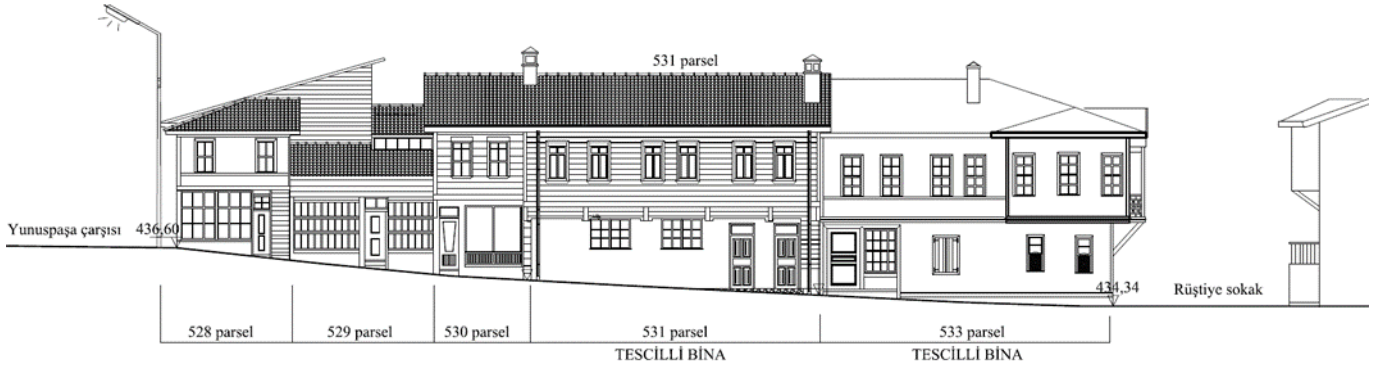 531 parsel
Yunuspaşa çarşısı
436,60
434,34
Rüştiye sokak
528 parsel
529 parsel
530 parsel
531 parsel
533 parsel
TESCİLLİ BİNA
TESCİLLİ BİNA